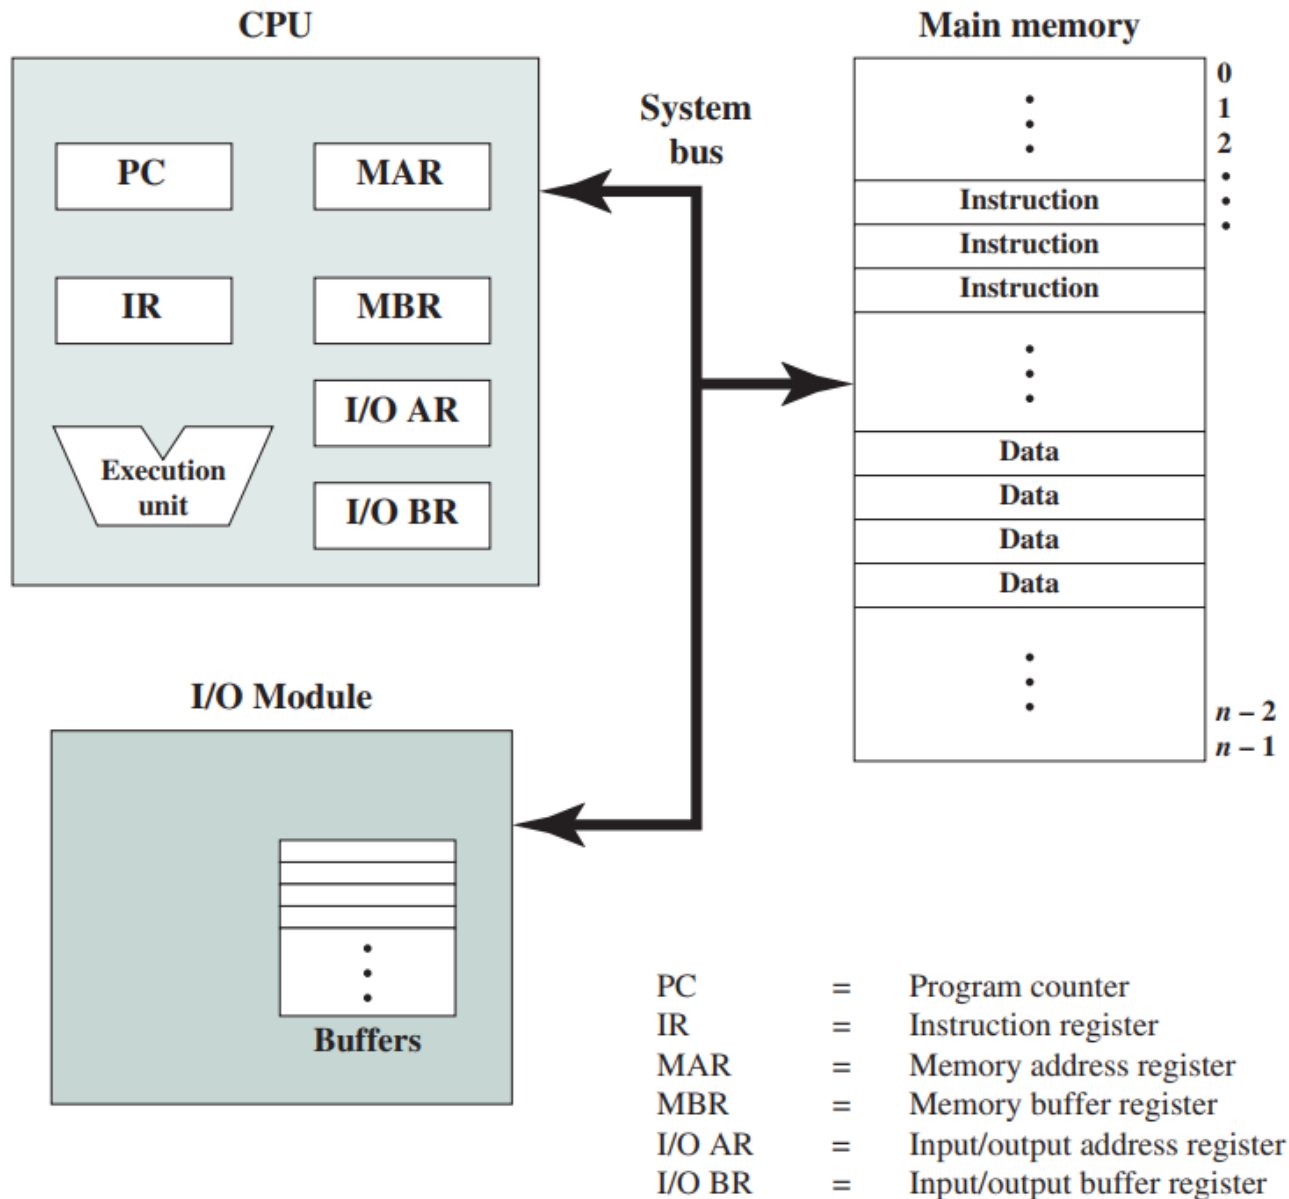 CPU
Main memory
System
bus
PC
MAR
IR
MBR
I/O AR
I/O BR
Execution
unit
0
1
2
Instruction
Instruction
Instruction
Data
Data
Data
Data
n – 2
n – 1
I/O Module
Buffers
PC = Program counter
IR = Instruction register
MAR = Memory address register
MBR = Memory buffer register
I/O AR = Input/output address register
I/O BR = Input/output buffer register